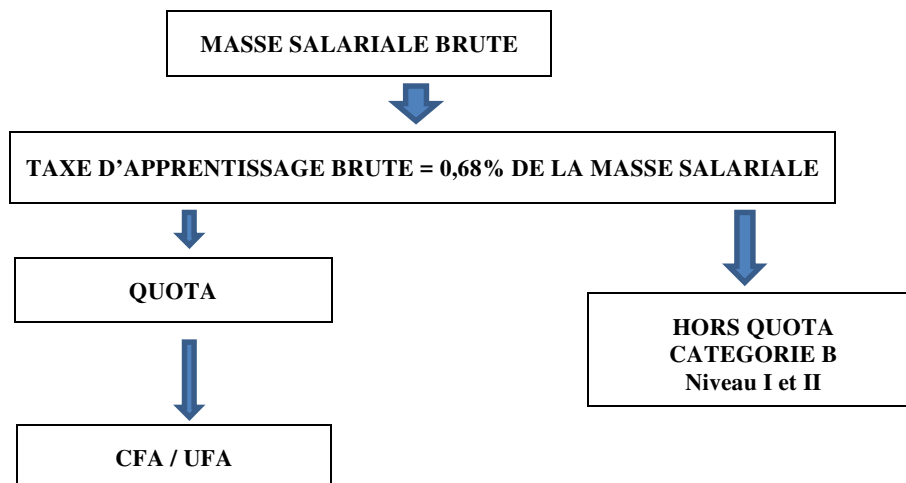 MASSE SALARIALE BRUTE
TAXE D’APPRENTISSAGE BRUTE = 0,68% DE LA MASSE SALARIALE
QUOTA
HORS QUOTA
CATEGORIE B
Niveau I et II
CFA / UFA